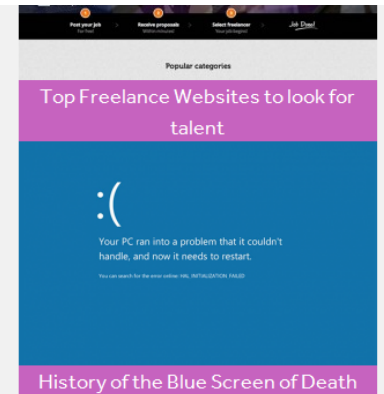 Post your job > Receive proposals > Select freelancer > Job Done!
For free! Within minutes! Your job begins!
Popular categories
Top Freelance Websites to look for
talent
:(
Your PC ran into a problem that it couldn't
handle, and now it needs to restart.
You can search for the error online: HAL INITIALIZATION FAILED
History of the Blue Screen of Death